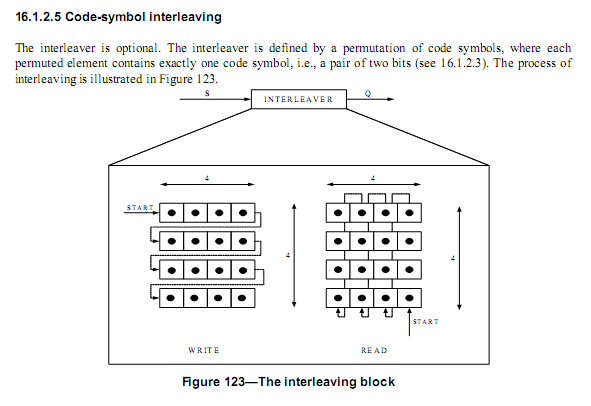 16.1.2.5 Code-symbol interleaving
The interleaver is optional. The interleaver is defined by a permutation of code symbols, where each
permuted element contains exactly one code symbol, i.e., a pair of two bits (see 16.1.2.3). The process of
interleaving is illustrated in Figure 123.
S
INTERLEAVER
Q
4
4
START
4
4
START
WRITE
READ
Figure 123—The interleaving block